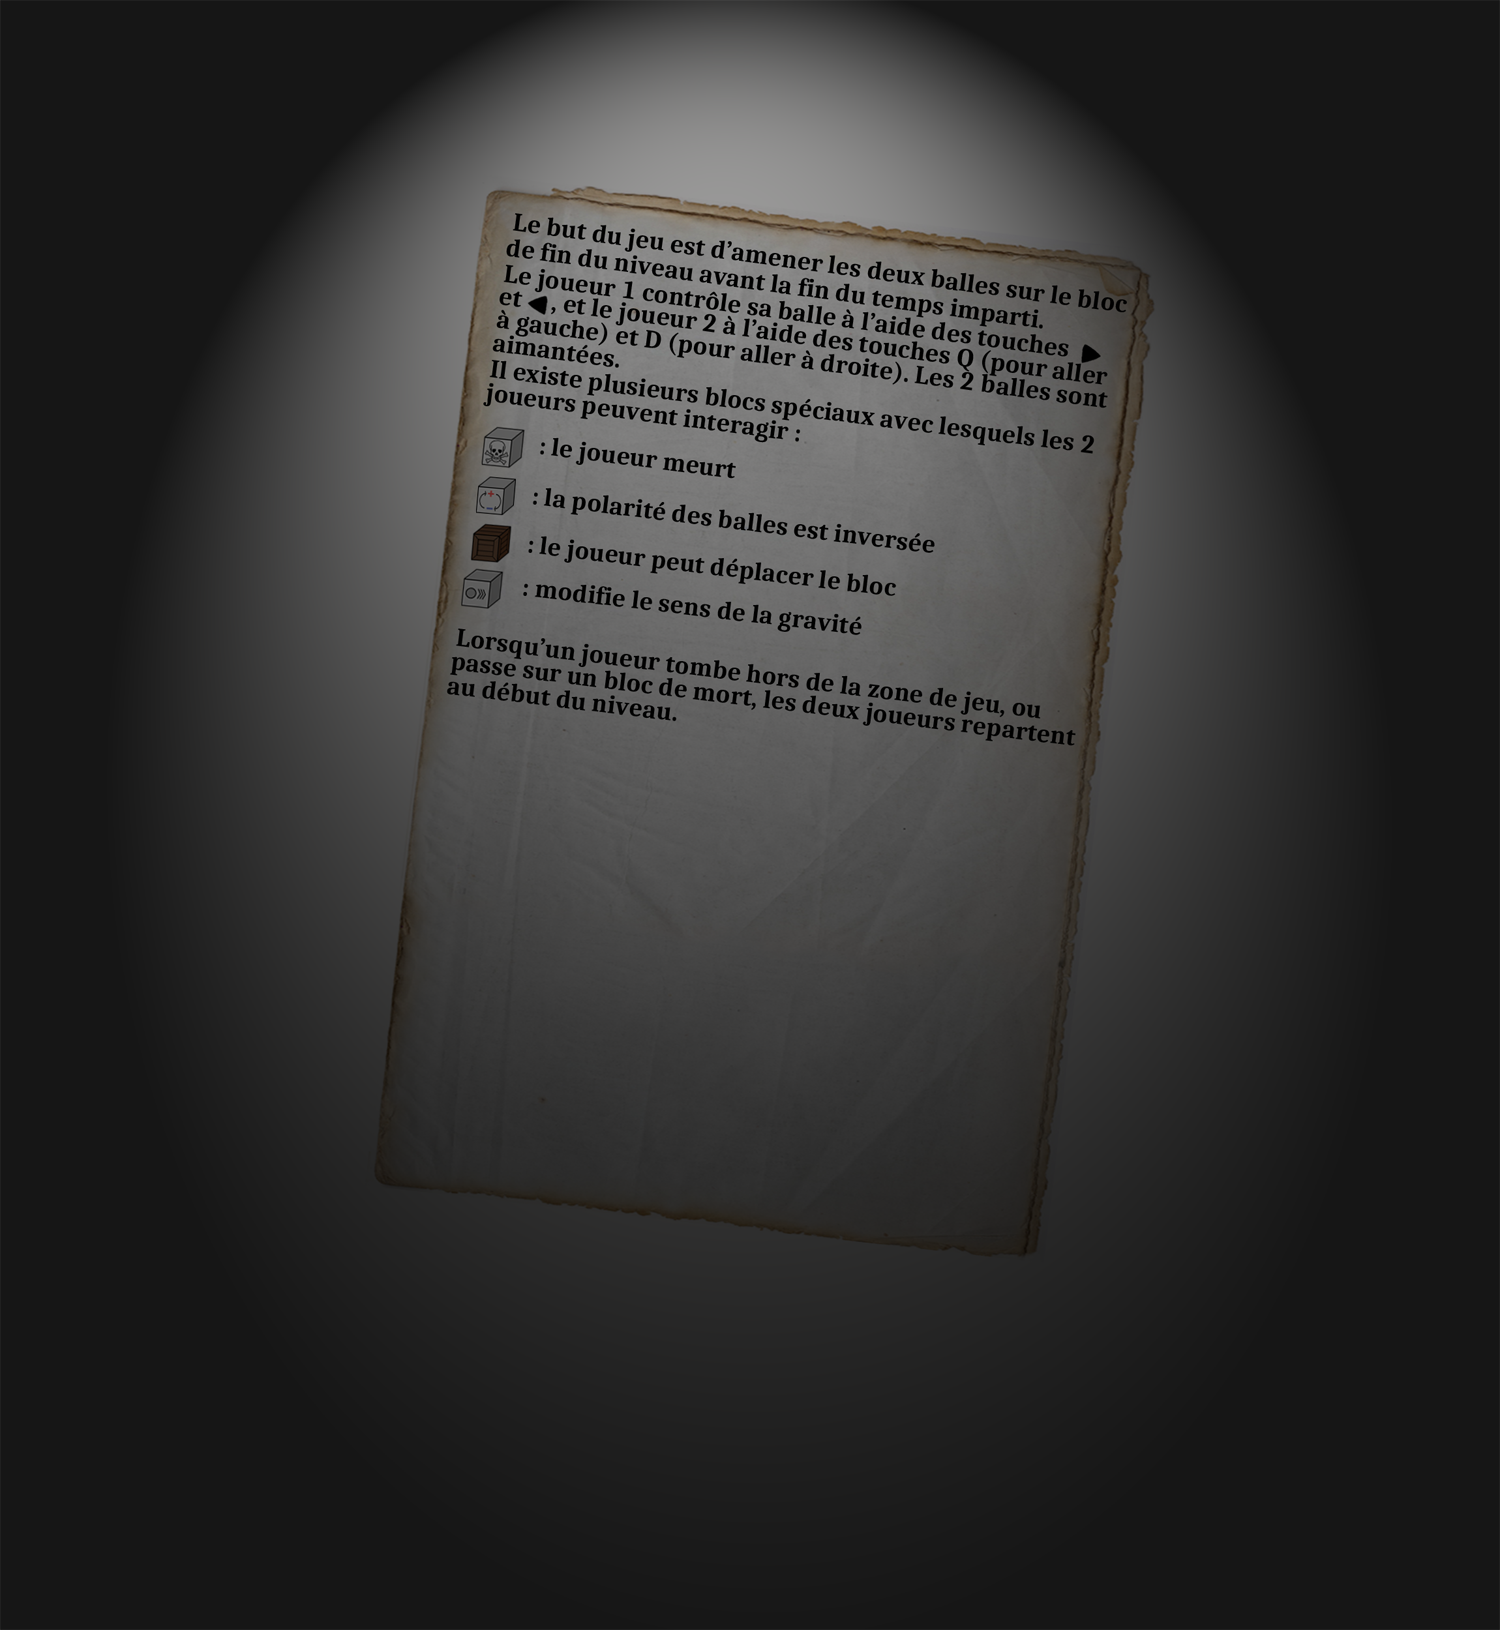 Le but du jeu est d’amener les deux balles sur le bloc
de fin du niveau avant la fin du temps imparti.
Le joueur 1 contrôle sa balle à l’aide des touches ▶
et ◀, et le joueur 2 à l’aide des touches Q (pour aller
à gauche) et D (pour aller à droite). Les 2 balles sont
aimantées.
Il existe plusieurs blocs spéciaux avec lesquels les 2
joueurs peuvent interagir :
: le joueur meurt
: la polarité des balles est inversée
: le joueur peut déplacer le bloc
: modifie le sens de la gravité
Lorsqu’un joueur tombe hors de la zone de jeu, ou
passe sur un bloc de mort, les deux joueurs repartent
au début du niveau.